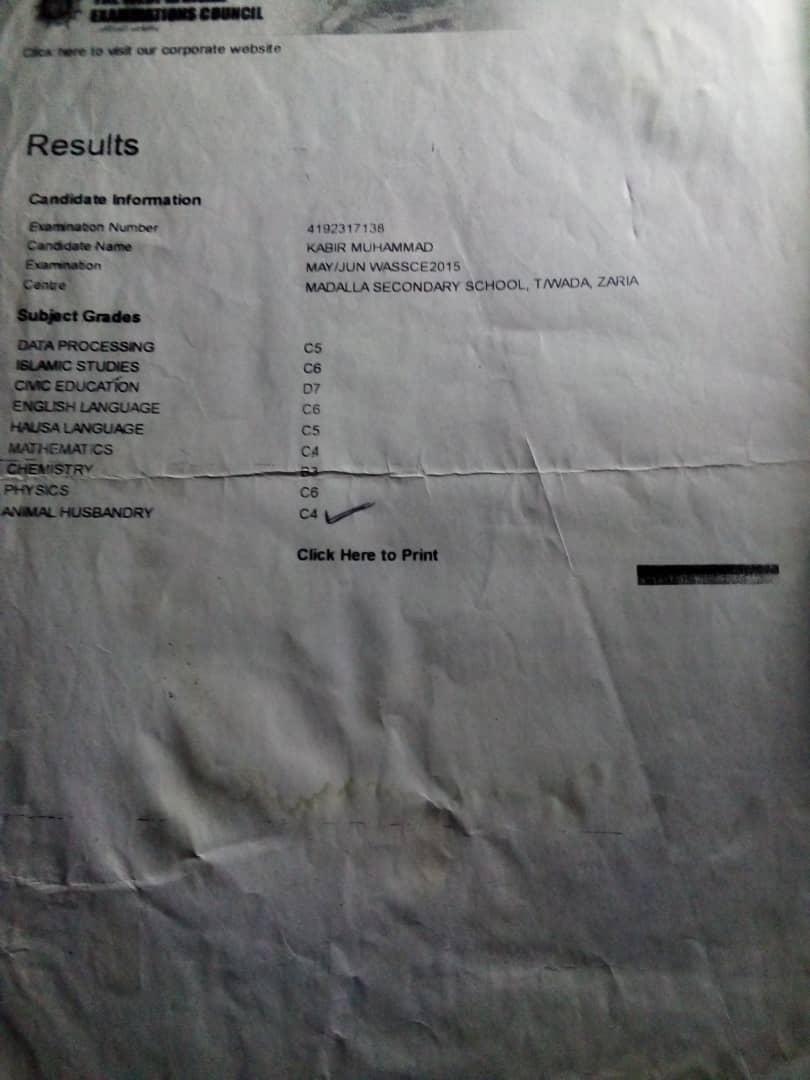 EXAMINATIONS COUNCIL
Click here to visit our corporate website
Results
Candidate Information
Examination Number 4192317138
Candidate Name KABIR MUHAMMAD
Examination MAY/JUN WASSCE2015
Centre MADALLA SECONDARY SCHOOL, T/WADA, ZARIA
Subject Grades
DATA PROCESSING C5
ISLAMIC STUDIES C6
CIVIC EDUCATION D7
ENGLISH LANGUAGE C6
HAUSA LANGUAGE C5
MATHEMATICS C4
CHEMISTRY B3
PHYSICS C6
ANIMAL HUSBANDRY C4
Click Here to Print